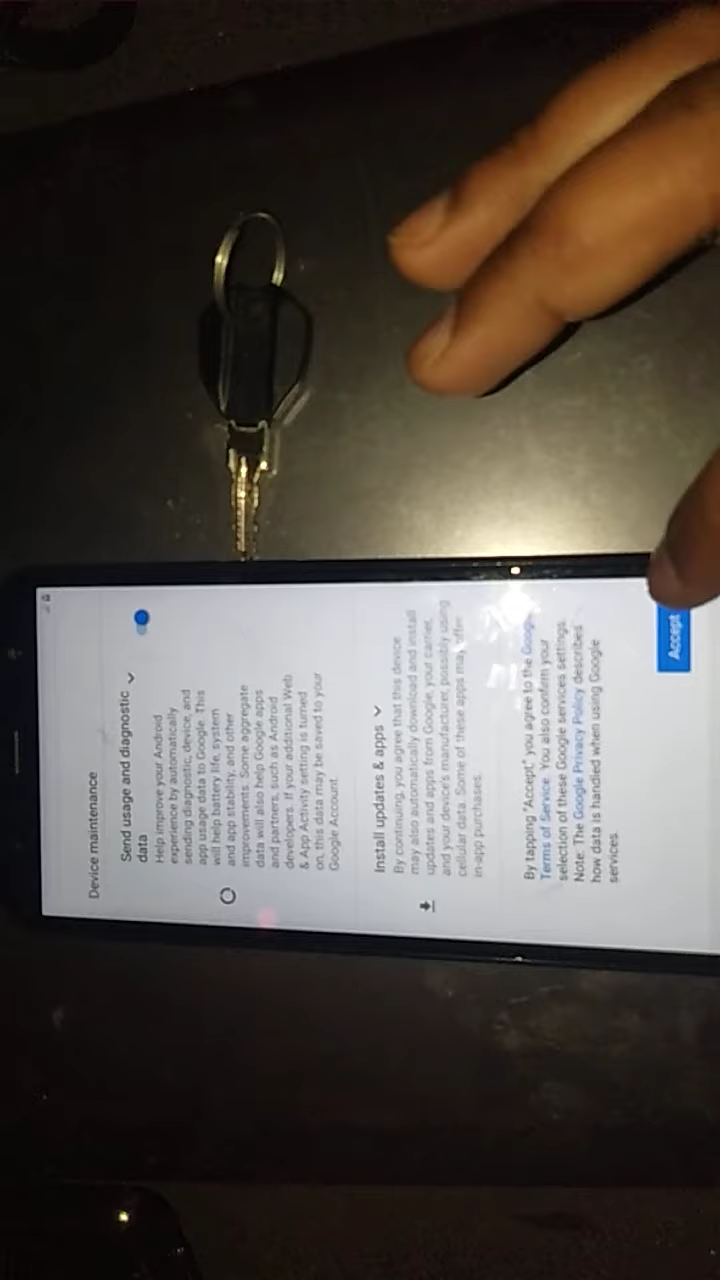 Device maintenance
Send usage and diagnostic
data
Help improve your Android
experience by automatically
sending diagnostic, device, and
app usage data to Google. This
will help battery life, system
and app stability, and other
improvements. Some aggregate
data will also help Google apps
and partners, such as Android
developers. If your additional Web
& App Activity setting is turned
on, this data may be saved to your
Google Account.
Install updates & apps
By continuing, you agree that this device
may also automatically download and install
updates and apps from Google, your carrier,
and your device's manufacturer, possibly using
cellular data. Some of these apps may offer
in-app purchases.
By tapping "Accept," you agree to the Google
Terms of Service. You also confirm your
selection of these Google services settings.
Note: The Google Privacy Policy describes
how data is handled when using Google
services.
Accept